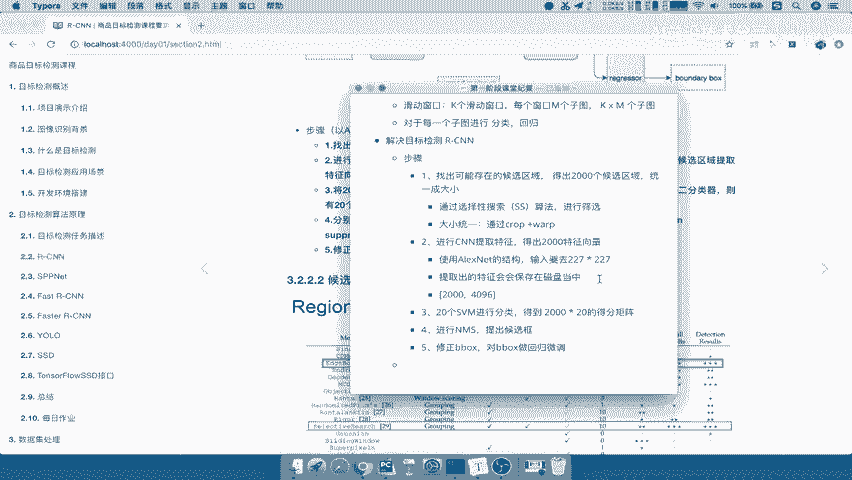 Typora 文件 编辑 段落 格式 显示 主题 窗口 帮助
100%
R-CNN | 商品目标检测课程
localhost:4000/day01/section2.html
商品目标检测课程
1. 目标检测概述
1.1. 项目演示介绍
1.2. 图像识别背景
1.3. 什么是目标检测
1.4. 目标检测应用场景
1.5. 开发环境搭建
2. 目标检测算法原理
2.1. 目标检测任务描述
2.2. R-CNN
2.3. SPPNet
2.4. Fast R-CNN
2.5. Faster R-CNN
2.6. YOLO
2.7. SSD
2.8. TensorFlowSSD接口
2.9. 总结
2.10. 每日作业
3. 数据集处理
regressor
boundary box
步骤（以A
1.找出
2.进行
候选区域提取
特征向
3.将20
二分类器，则
有20个
4.分别
supp
5.修正
3.2.2.2 候选
Region
Detection
Results
Grouping
SelectiveSearch [29]
Grouping
SlidingWindow
Superpixels
第一阶段课堂纪要
滑动窗口：K个滑动窗口，每个窗口M个子图， K x M 个子图
对于每一个子图进行 分类，回归
解决目标检测 R-CNN
步骤
1、找出可能存在的候选区域， 得出2000个候选区域，统
一成大小
通过选择性搜索（SS）算法，进行筛选
大小统一：通过crop +warp
2、进行CNN提取特征，得出2000特征向量
使用AlexNet的结构，输入要去227 * 227
提取出的特征会会保存在磁盘当中
[2000, 4096]
3、20个SVM进行分类，得到 2000 * 20的得分矩阵
4、进行NMS，提出候选框
5、修正bbox，对bbox做回归微调